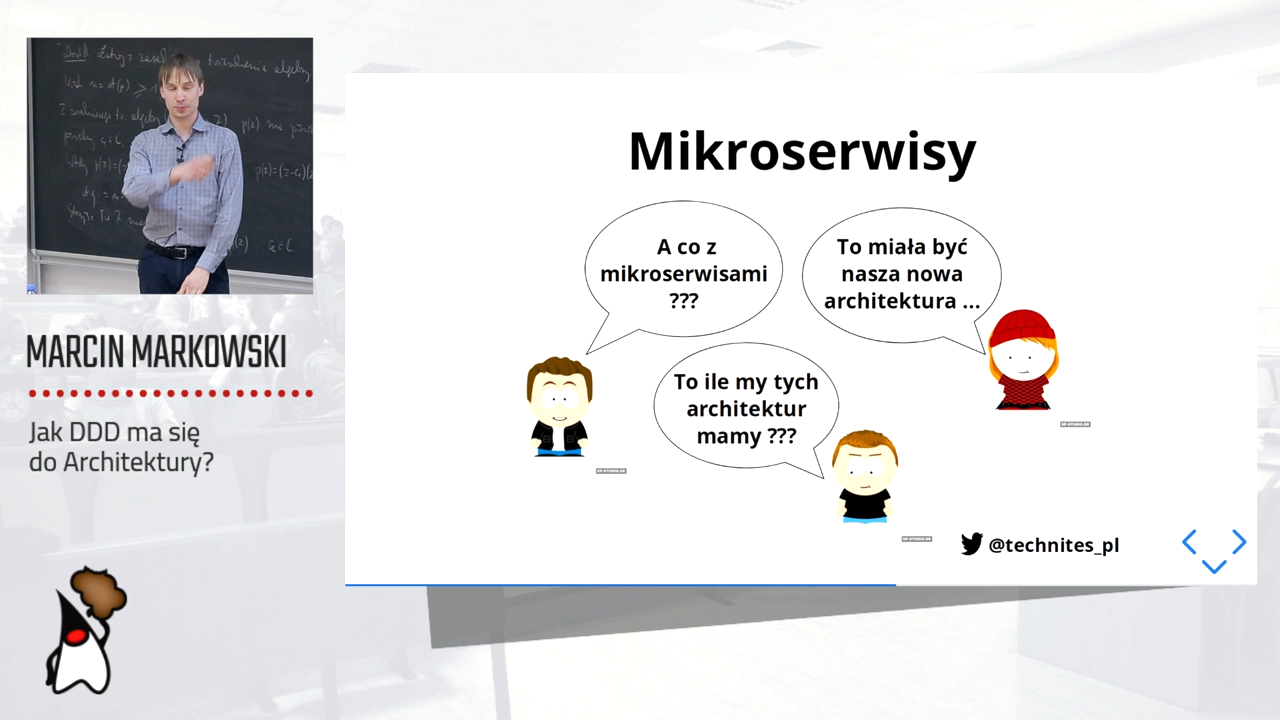 MARCIN MARKOWSKI
Jak DDD ma się
do Architektury?
Mikroserwisy
A co z
mikroserwisami
???
To miała być
nasza nowa
architektura ...
To ile my tych
architektur
mamy ???
@technites_pl